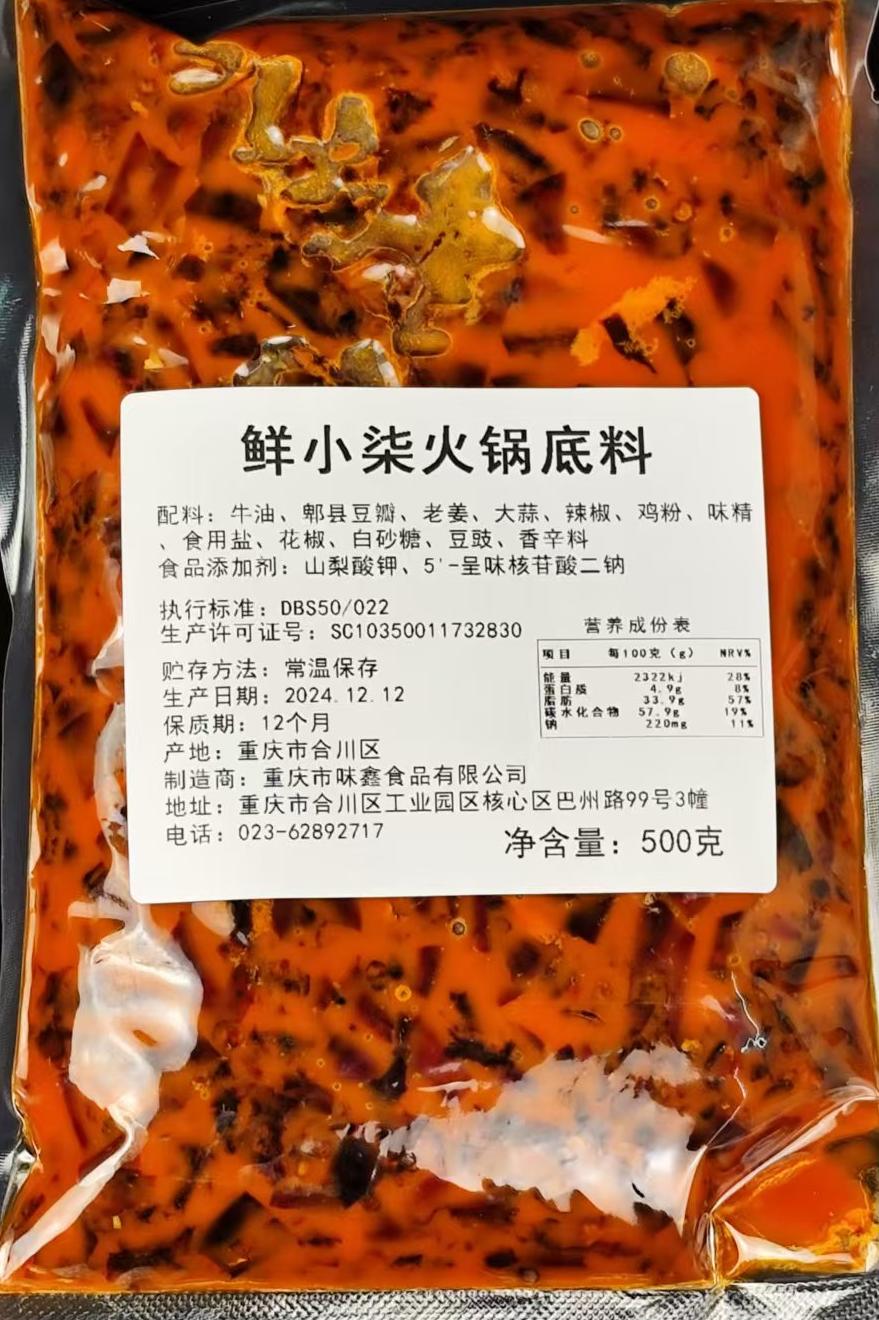 鲜小柒火锅底料
配料：牛油、郫县豆瓣、老姜、大蒜、辣椒、鸡粉、味精
、食用盐、花椒、白砂糖、豆豉、香辛料
食品添加剂：山梨酸钾、5'-呈味核苷酸二钠
执行标准：DBS50/022
生产许可证号：SC10350011732830
贮存方法：常温保存
生产日期：2024.12.12
保质期：12个月
产地：重庆市合川区
制造商：重庆市味鑫食品有限公司
地址：重庆市合川区工业园区核心区巴州路99号3幢
电话：023-62892717
净含量：500克
营养成份表
项目 每100克（g） NRV%
能量 2322kj 28%
蛋白质 4.9g 8%
脂肪 33.9g 57%
碳水化合物 57.9g 19%
钠 220mg 11%